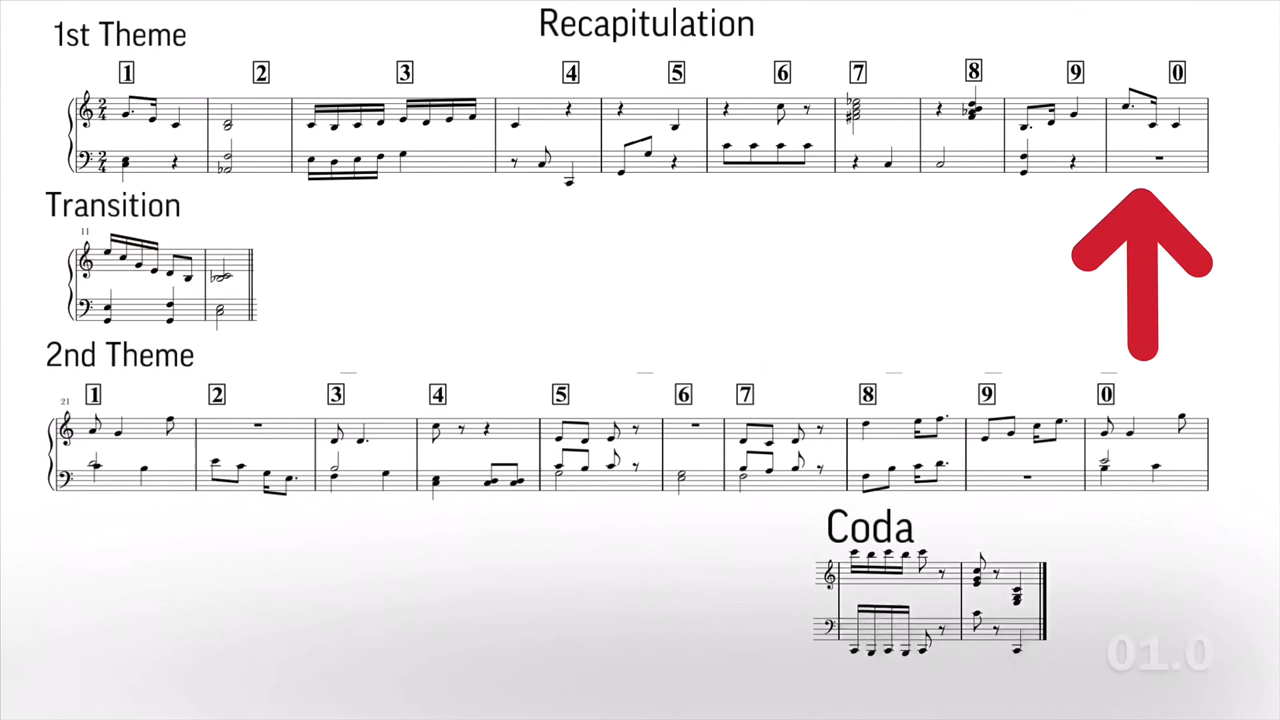 Recapitulation
1st Theme
1 2 3 4 5 6 7 8 9 0
2 4
2 4
Transition
11
2nd Theme
1 2 3 4 5 6 7 8 9 0
21
Coda
01.0